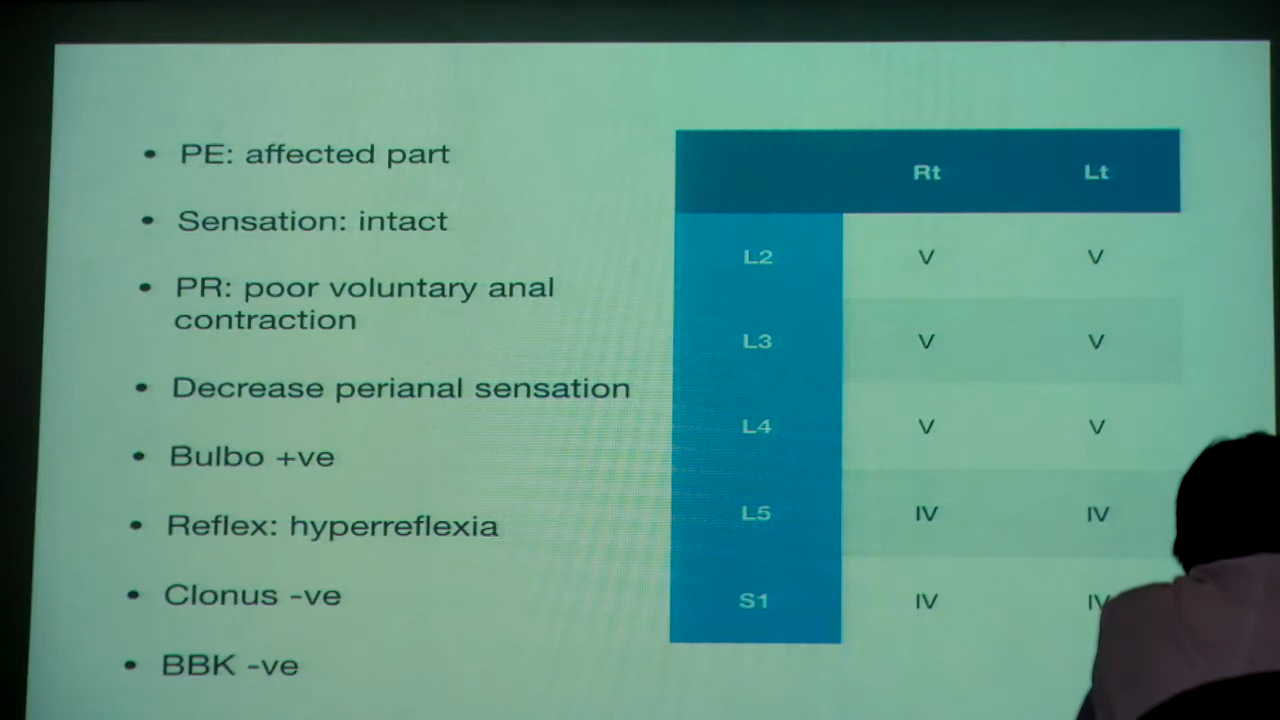 • PE: affected part
• Sensation: intact
• PR: poor voluntary anal
contraction
• Decrease perianal sensation
• Bulbo +ve
• Reflex: hyperreflexia
• Clonus -ve
• BBK -ve
Rt Lt
L2 V V
L3 V V
L4 V V
L5 IV IV
S1 IV IV